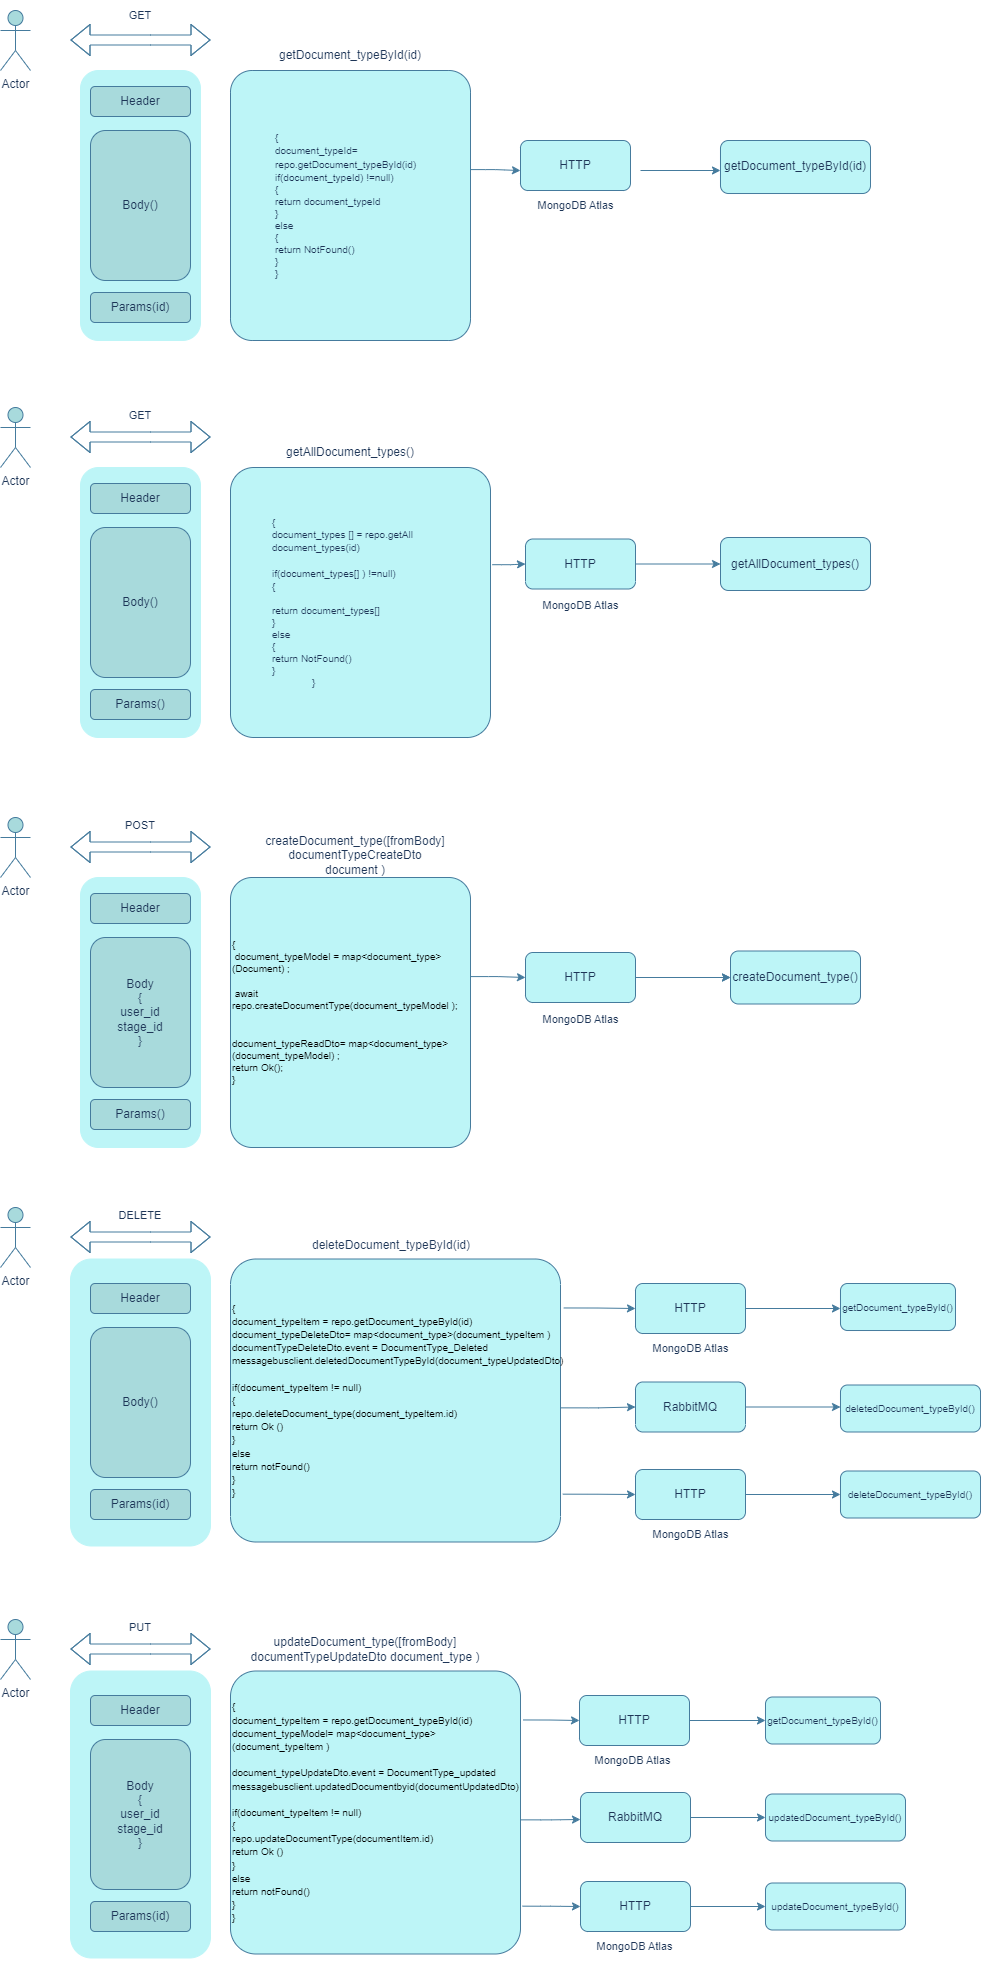 GET
Actor
getDocument_typeById(id)
Header
Body()
Params(id)
{
document_typeId=
repo.getDocument_typeById(id)
if(document_typeId) !=null)
{
return document_typeId
}
else
{
return NotFound()
}
}
HTTP
MongoDB Atlas
getDocument_typeById(id)
GET
Actor
getAllDocument_types()
Header
Body()
Params()
{
document_types [] = repo.getAll
document_types(id)
if(document_types[] ) !=null)
{
return document_types[]
}
else
{
return NotFound()
}
}
HTTP
MongoDB Atlas
getAllDocument_types()
POST
Actor
createDocument_type([fromBody]
documentTypeCreateDto
document )
Header
Body
{
user_id
stage_id
}
Params()
{
document_typeModel = map<document_type>
(Document) ;
await
repo.createDocumentType(document_typeModel );
document_typeReadDto= map<document_type>
(document_typeModel) ;
return Ok();
}
HTTP
MongoDB Atlas
createDocument_type()
DELETE
Actor
deleteDocument_typeById(id)
Header
Body()
Params(id)
{
document_typeItem = repo.getDocument_typeById(id)
document_typeDeleteDto= map<document_type>(document_typeItem )
documentTypeDeleteDto.event = DocumentType_Deleted
messagebusclient.deletedDocumentTypeById(document_typeUpdatedDto)
if(document_typeItem != null)
{
repo.deleteDocument_type(document_typeItem.id)
return Ok ()
}
else
return notFound()
}
}
HTTP
MongoDB Atlas
getDocument_typeById()
RabbitMQ
deletedDocument_typeById()
HTTP
MongoDB Atlas
deleteDocument_typeById()
PUT
Actor
updateDocument_type([fromBody]
documentTypeUpdateDto document_type )
Header
Body
{
user_id
stage_id
}
Params(id)
{
document_typeItem = repo.getDocument_typeById(id)
document_typeModel= map<document_type>
(document_typeItem )
document_typeUpdateDto.event = DocumentType_updated
messagebusclient.updatedDocumentbyid(documentUpdatedDto)
if(document_typeItem != null)
{
repo.updateDocumentType(documentItem.id)
return Ok ()
}
else
return notFound()
}
}
HTTP
MongoDB Atlas
getDocument_typeById()
RabbitMQ
updatedDocument_typeById()
HTTP
MongoDB Atlas
updateDocument_typeById()